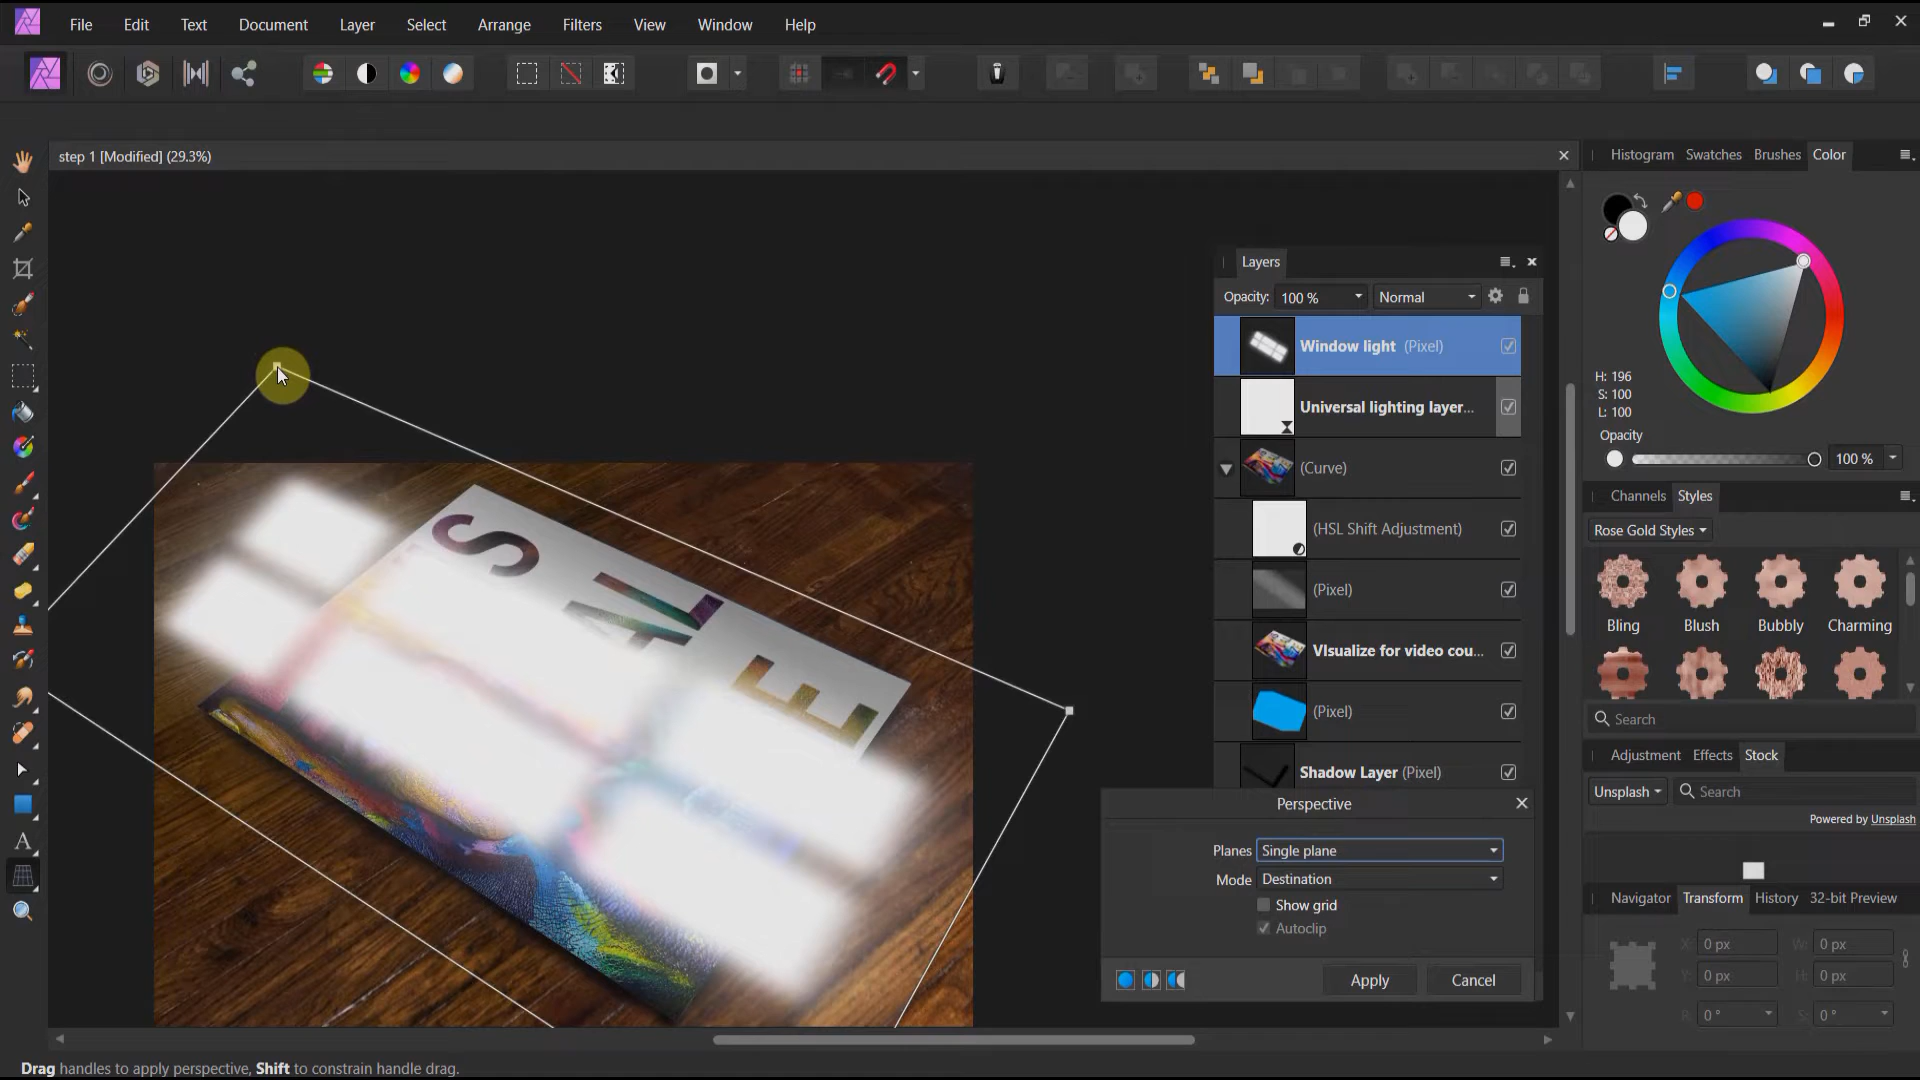 File Edit Text Document Layer Select Arrange Filters View Window Help
step 1 [Modified] (29.3%)
Histogram Swatches Brushes Color
H: 196
S: 100
L: 100
Opacity
100 %
Layers
Opacity: 100 % Normal
Window light (Pixel)
Universal lighting layer...
(Curve)
(HSL Shift Adjustment)
(Pixel)
VIsualize for video cou...
(Pixel)
Shadow Layer (Pixel)
Channels Styles
Rose Gold Styles
Bling Blush Bubbly Charming
Search
Adjustment Effects Stock
Unsplash Search
Powered by Unsplash
Navigator Transform History 32-bit Preview
X: 0 px W: 0 px
Y: 0 px H: 0 px
R: 0 ° S: 0 °
Perspective
Planes Single plane
Mode Destination
Show grid
Autoclip
Apply Cancel
SALE
Drag handles to apply perspective, Shift to constrain handle drag.